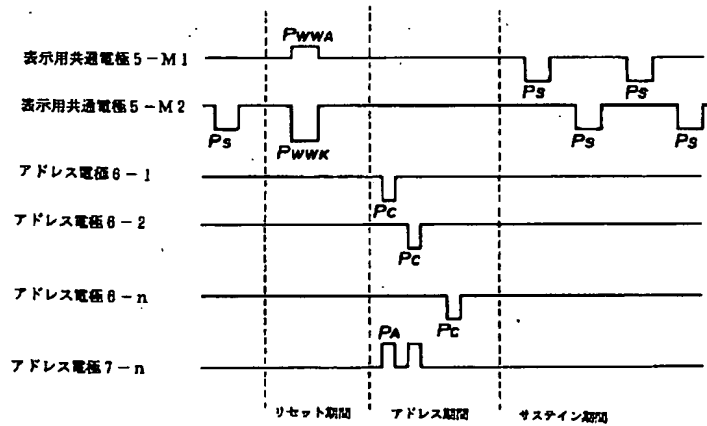 PWWA
表示用共通電極5-M1
PS PS
表示用共通電極5-M2
PS PWWK PS PS
アドレス電極6-1
PC
アドレス電極6-2
PC
アドレス電極6-n
PC
PA
アドレス電極7-n
リセット期間 アドレス期間 サステイン期間